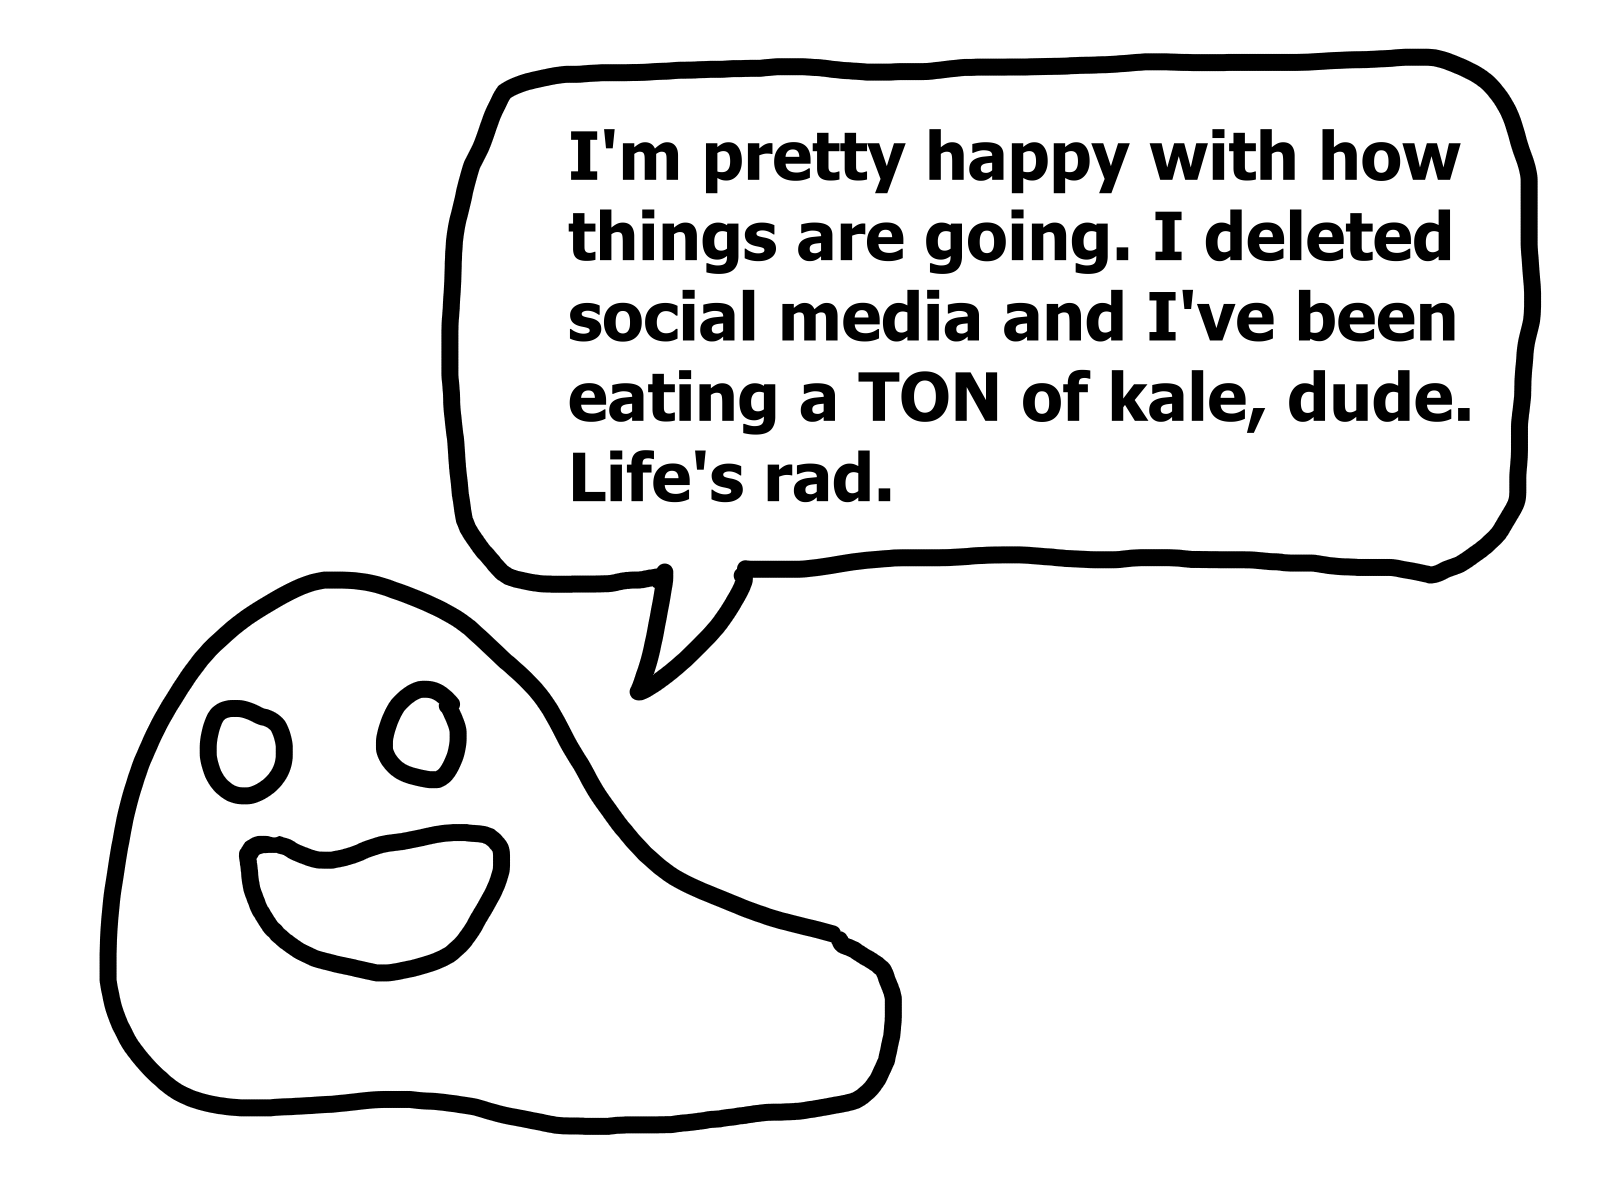 I'm pretty happy with how
things are going. I deleted
social media and I've been
eating a TON of kale, dude.
Life's rad.